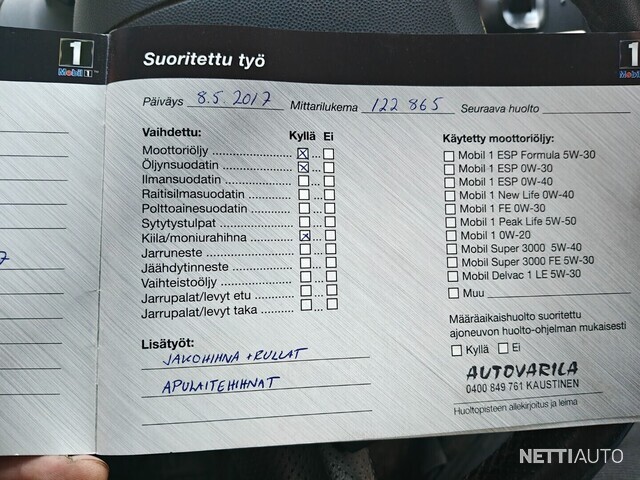 1
Mobil 1
Suoritettu työ
1
Mobil
Päiväys 8.5.2017 Mittarilukema 122 865 Seuraava huolto
Vaihdettu: Kyllä Ei
Moottoriöljy
Öljynsuodatin
Ilmansuodatin
Raitisilmasuodatin
Polttoainesuodatin
Sytytystulpat
Kiila/moniurahihna
Jarruneste
Jäähdytinneste
Vaihteistoöljy
Jarrupalat/levyt etu
Jarrupalat/levyt taka
Lisätyöt:
JAKOHIHNA + RULLAT
APULAITEHIHNAT
Käytetty moottoriöljy:
Mobil 1 ESP Formula 5W-30
Mobil 1 ESP 0W-30
Mobil 1 ESP 0W-40
Mobil 1 New Life 0W-40
Mobil 1 FE 0W-30
Mobil 1 Peak Life 5W-50
Mobil 1 0W-20
Mobil Super 3000 5W-40
Mobil Super 3000 FE 5W-30
Mobil Delvac 1 LE 5W-30
Muu
Määräaikaishuolto suoritettu
ajoneuvon huolto-ohjelman mukaisesti
Kyllä Ei
AUTOVARILA
0400 849 761 KAUSTINEN
Huoltopisteen allekirjoitus ja leima
NETTIAUTO